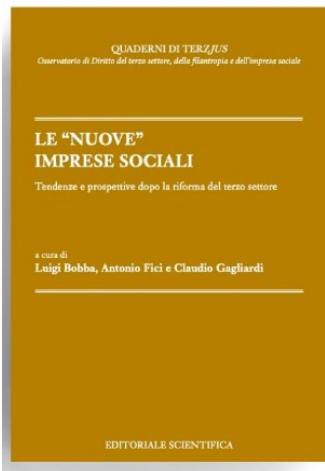 QUADERNI DI TERZJUS
Osservatorio di Diritto del terzo settore, della filantropia e dell'impresa sociale
LE “NUOVE”
IMPRESE SOCIALI
Tendenze e prospettive dopo la riforma del terzo settore
a cura di
Luigi Bobba, Antonio Fici e Claudio Gagliardi
EDITORIALE SCIENTIFICA